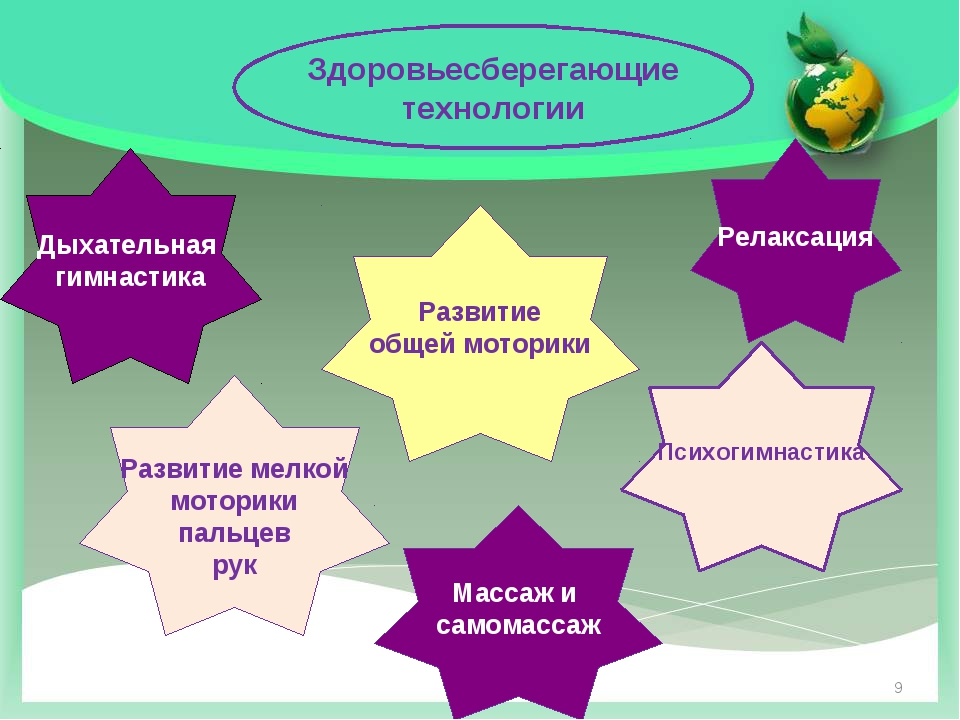 Здоровьесберегающие
технологии
Дыхательная
гимнастика
Релаксация
Развитие
общей моторики
Психогимнастика
Развитие мелкой
моторики
пальцев
рук
Массаж и
самомассаж
9